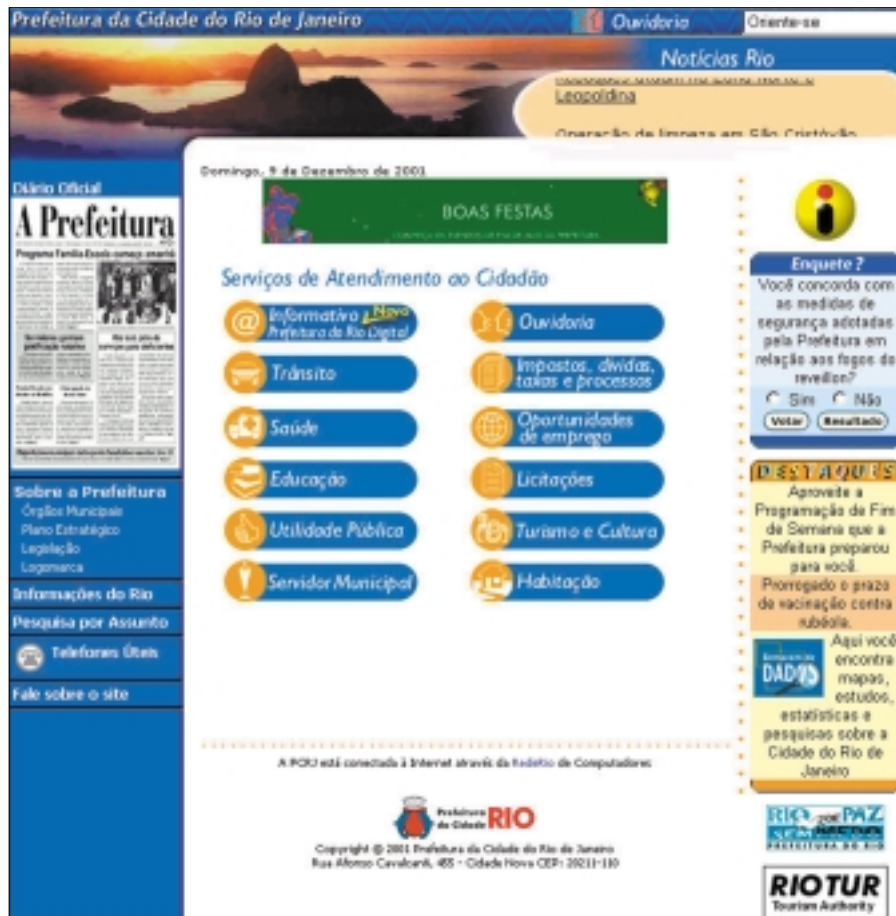 Prefeitura da Cidade do Rio de Janeiro
Ouvidoria
Oriente-se
Notícias Rio
Leopoldina
Operação de limpeza em São Cristóvão
Domingo, 9 de Dezembro de 2001
Diário Oficial
A Prefeitura
BOAS FESTAS
Serviços de Atendimento ao Cidadão
Informativo Novo
Prefeitura do Rio Digital
Trânsito
Saúde
Educação
Utilidade Pública
Servidor Municipal
Ouvidoria
Impostos, dívidas,
taxas e processos
Oportunidades
de emprego
Licitações
Turismo e Cultura
Habitação
Sobre a Prefeitura
Órgãos Municipais
Plano Estratégico
Legislação
Logomarca
Informações do Rio
Pesquisa por Assunto
Telefones Úteis
Fale sobre o site
Enquete ?
Você concorda com
as medidas de
segurança adotadas
pela Prefeitura em
relação aos fogos do
reveillon?
Sim Não
Votar Resultado
DESTAQUES
Aproveite a
Programação de Fim
de Semana que a
Prefeitura preparou
para você.
Prorrogado o prazo
de vacinação contra
rubéola.
DADOS
Aqui você
encontra
mapas,
estudos,
estatísticas e
pesquisas sobre a
Cidade do Rio de
Janeiro
A PCRJ está conectada à Internet através da RedeRio de Computadores
Prefeitura
da Cidade RIO
Copyright @ 2001 Prefeitura da Cidade do Rio de Janeiro
Rua Afonso Cavalcanti, 455 - Cidade Nova CEP: 20211-110
PREFEITURA DO RIO
RIOTUR
Tourism Authority